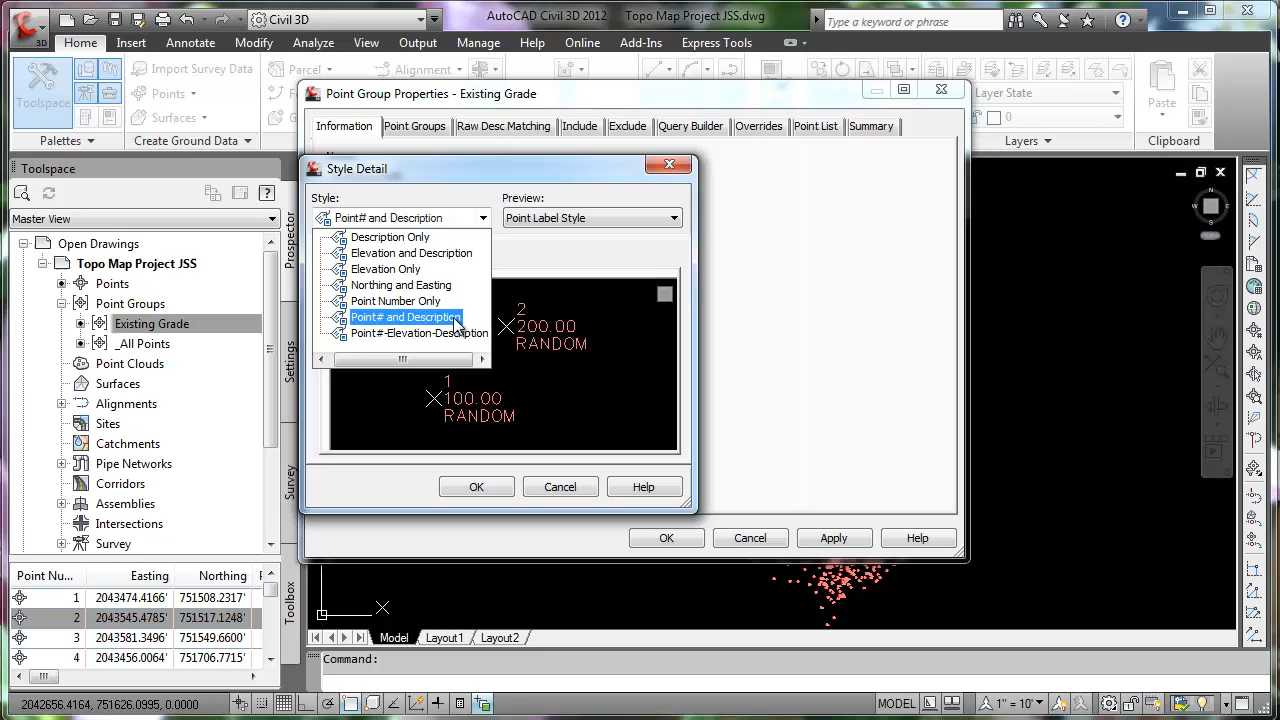 Civil 3D
AutoCAD Civil 3D 2012 Topo Map Project JSS.dwg
Type a keyword or phrase
3D
Home Insert Annotate Modify Analyze View Output Manage Help Online Add-Ins Express Tools
Toolspace
Import Survey Data
Points
Surfaces
Parcel
Alignment
Layer State
0
Paste
Palettes
Create Ground Data
Layers
Clipboard
Toolspace
Master View
Open Drawings
Topo Map Project JSS
Points
Point Groups
Existing Grade
_All Points
Point Clouds
Surfaces
Alignments
Sites
Catchments
Pipe Networks
Corridors
Assemblies
Intersections
Survey
Prospector
Settings
Survey
Toolbox
Point Nu... Easting Northing
1 2043474.4166' 751508.2317'
2 2043545.4785' 751517.1248'
3 2043581.3496' 751549.6600'
4 2043456.0064' 751706.7715'
Point Group Properties - Existing Grade
Information Point Groups Raw Desc Matching Include Exclude Query Builder Overrides Point List Summary
Style Detail
Style:
Preview:
Point# and Description
Point Label Style
Description Only
Elevation and Description
Elevation Only
Northing and Easting
Point Number Only
Point# and Description
Point#-Elevation-Description
2
200.00
RANDOM
1
100.00
RANDOM
OK Cancel Help
OK Cancel Apply Help
N
Model Layout1 Layout2
Command:
2042656.4164, 751626.0995, 0.0000
MODEL
1" = 10'